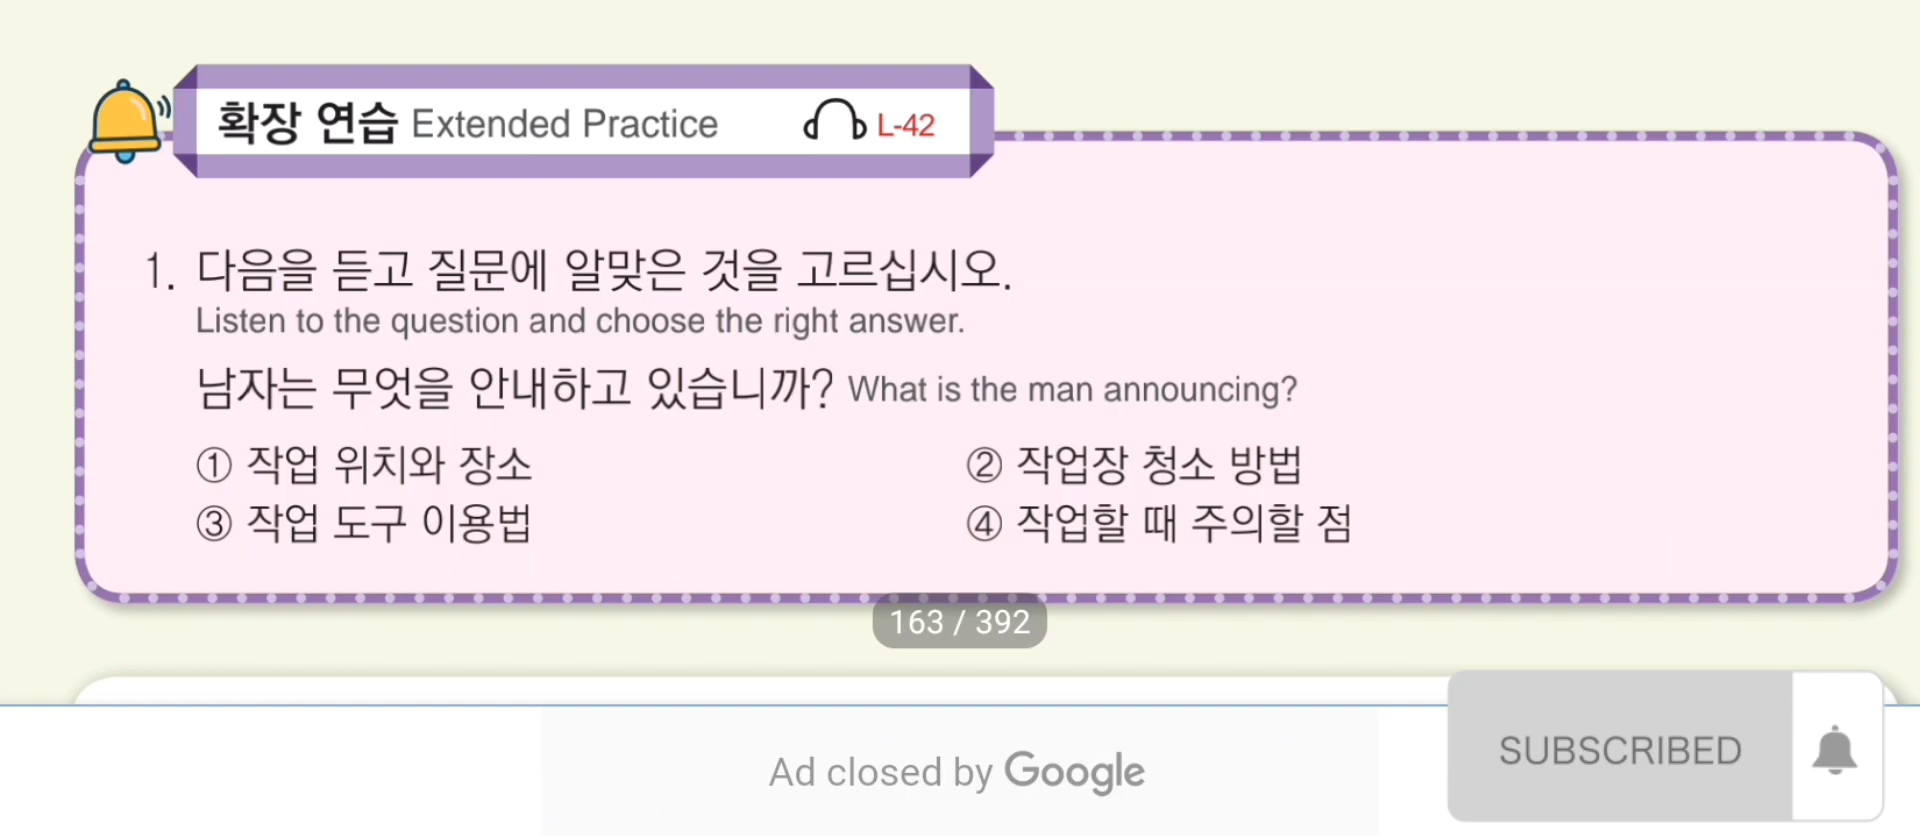 확장 연습 Extended Practice L-42
1. 다음을 듣고 질문에 알맞은 것을 고르십시오.
Listen to the question and choose the right answer.
남자는 무엇을 안내하고 있습니까? What is the man announcing?
① 작업 위치와 장소 ② 작업장 청소 방법
③ 작업 도구 이용법 ④ 작업할 때 주의할 점
163 / 392
Ad closed by Google
SUBSCRIBED